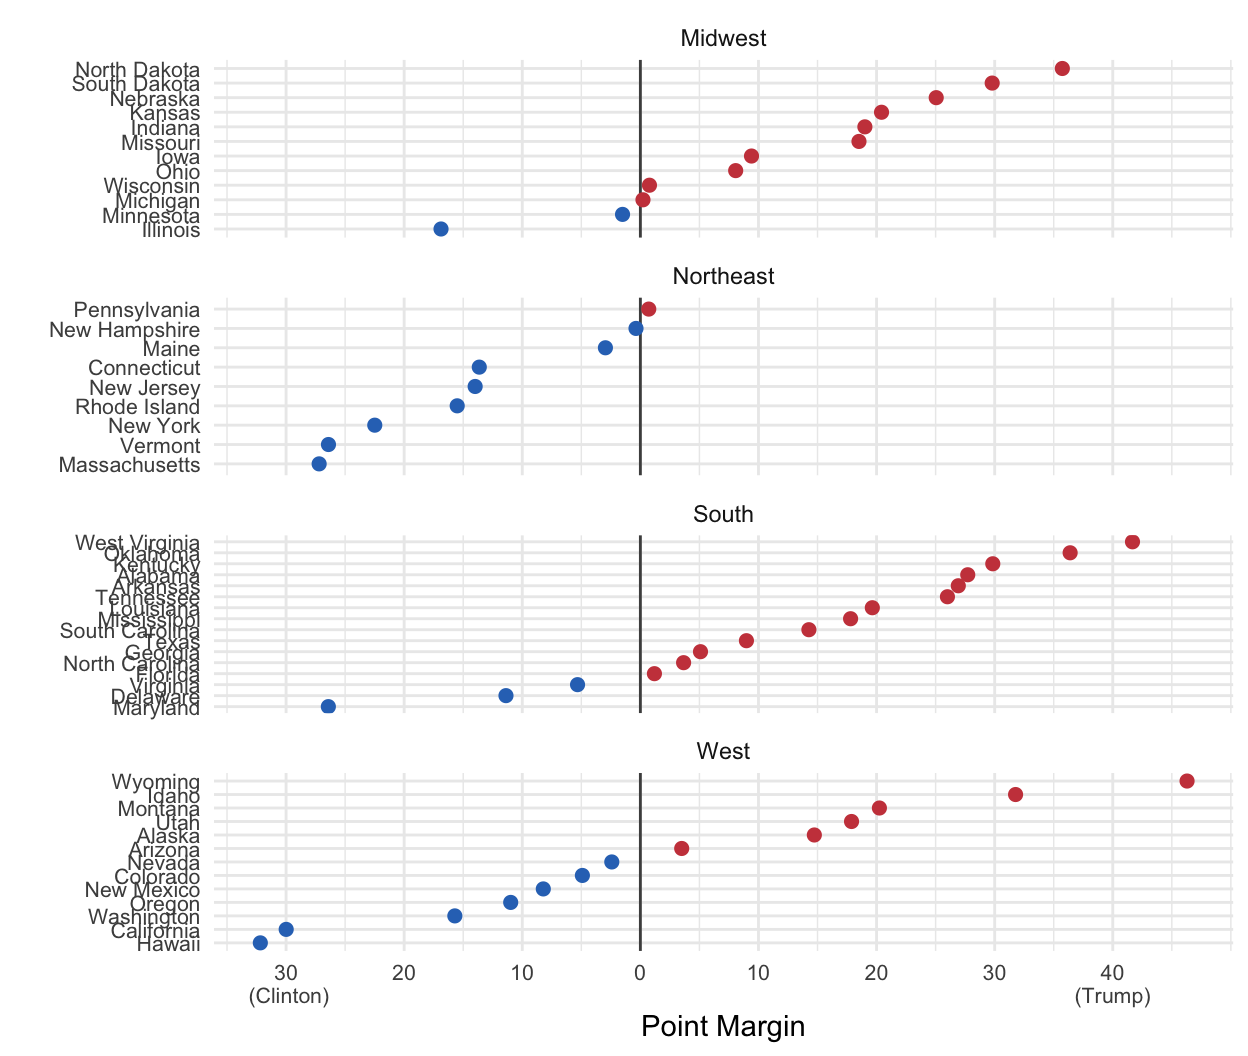 Midwest
North Dakota
South Dakota
Nebraska
Kansas
Indiana
Missouri
Iowa
Ohio
Wisconsin
Michigan
Minnesota
Illinois
Northeast
Pennsylvania
New Hampshire
Maine
Connecticut
New Jersey
Rhode Island
New York
Vermont
Massachusetts
South
West Virginia
Oklahoma
Kentucky
Alabama
Arkansas
Tennessee
Louisiana
Mississippi
South Carolina
Texas
Georgia
North Carolina
Florida
Virginia
Delaware
Maryland
West
Wyoming
Idaho
Montana
Utah
Alaska
Arizona
Nevada
Colorado
New Mexico
Oregon
Washington
California
Hawaii
30 20 10 0 10 20 30 40
(Clinton) (Trump)
Point Margin